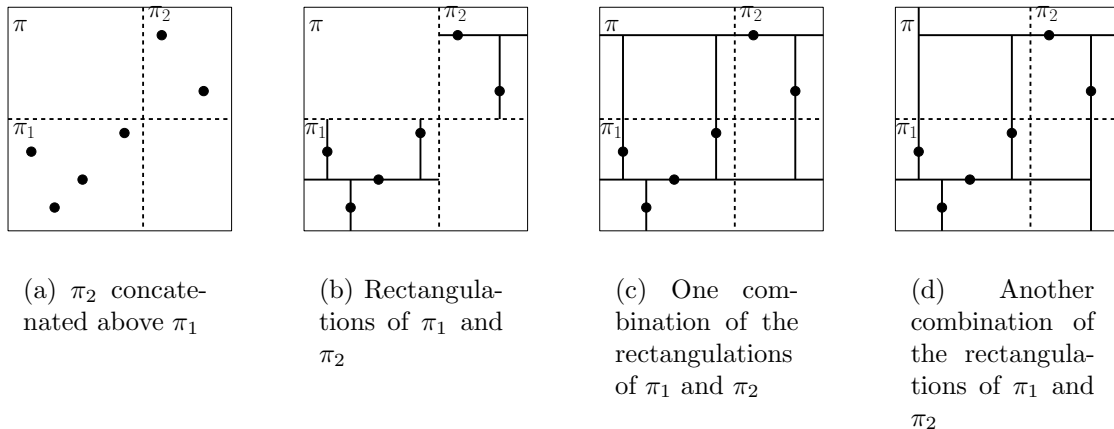 π π₂
π₁
π π₂
π₁
π π₂
π₁
π π₂
π₁
(a) π₂ concate-
nated above π₁
(b) Rectangula-
tions of π₁ and
π₂
(c) One com-
bination of the
rectangulations
of π₁ and π₂
(d) Another
combination of
the rectangula-
tions of π₁ and
π₂